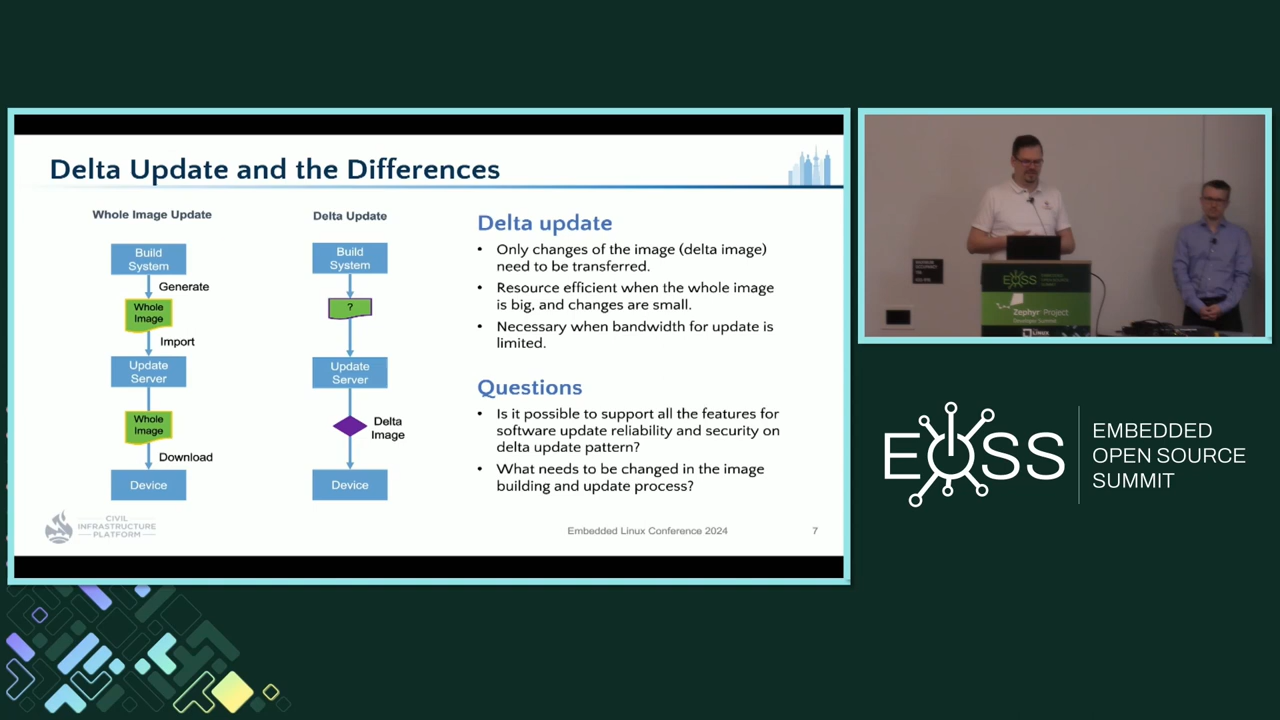 Delta Update and the Differences
Whole Image Update
Build
System
Generate
Whole
Image
Import
Update
Server
Whole
Image
Download
Device
Delta Update
Build
System
?
Update
Server
Delta
Image
Device
Delta update
• Only changes of the image (delta image)
need to be transferred.
• Resource efficient when the whole image
is big, and changes are small.
• Necessary when bandwidth for update is
limited.
Questions
• Is it possible to support all the features for
software update reliability and security on
delta update pattern?
• What needs to be changed in the image
building and update process?
CIVIL
INFRASTRUCTURE
PLATFORM
Embedded Linux Conference 2024
7
EOSS
Zephyr Project
Developer Summit
LINUX
EOSS
EMBEDDED
OPEN SOURCE
SUMMIT